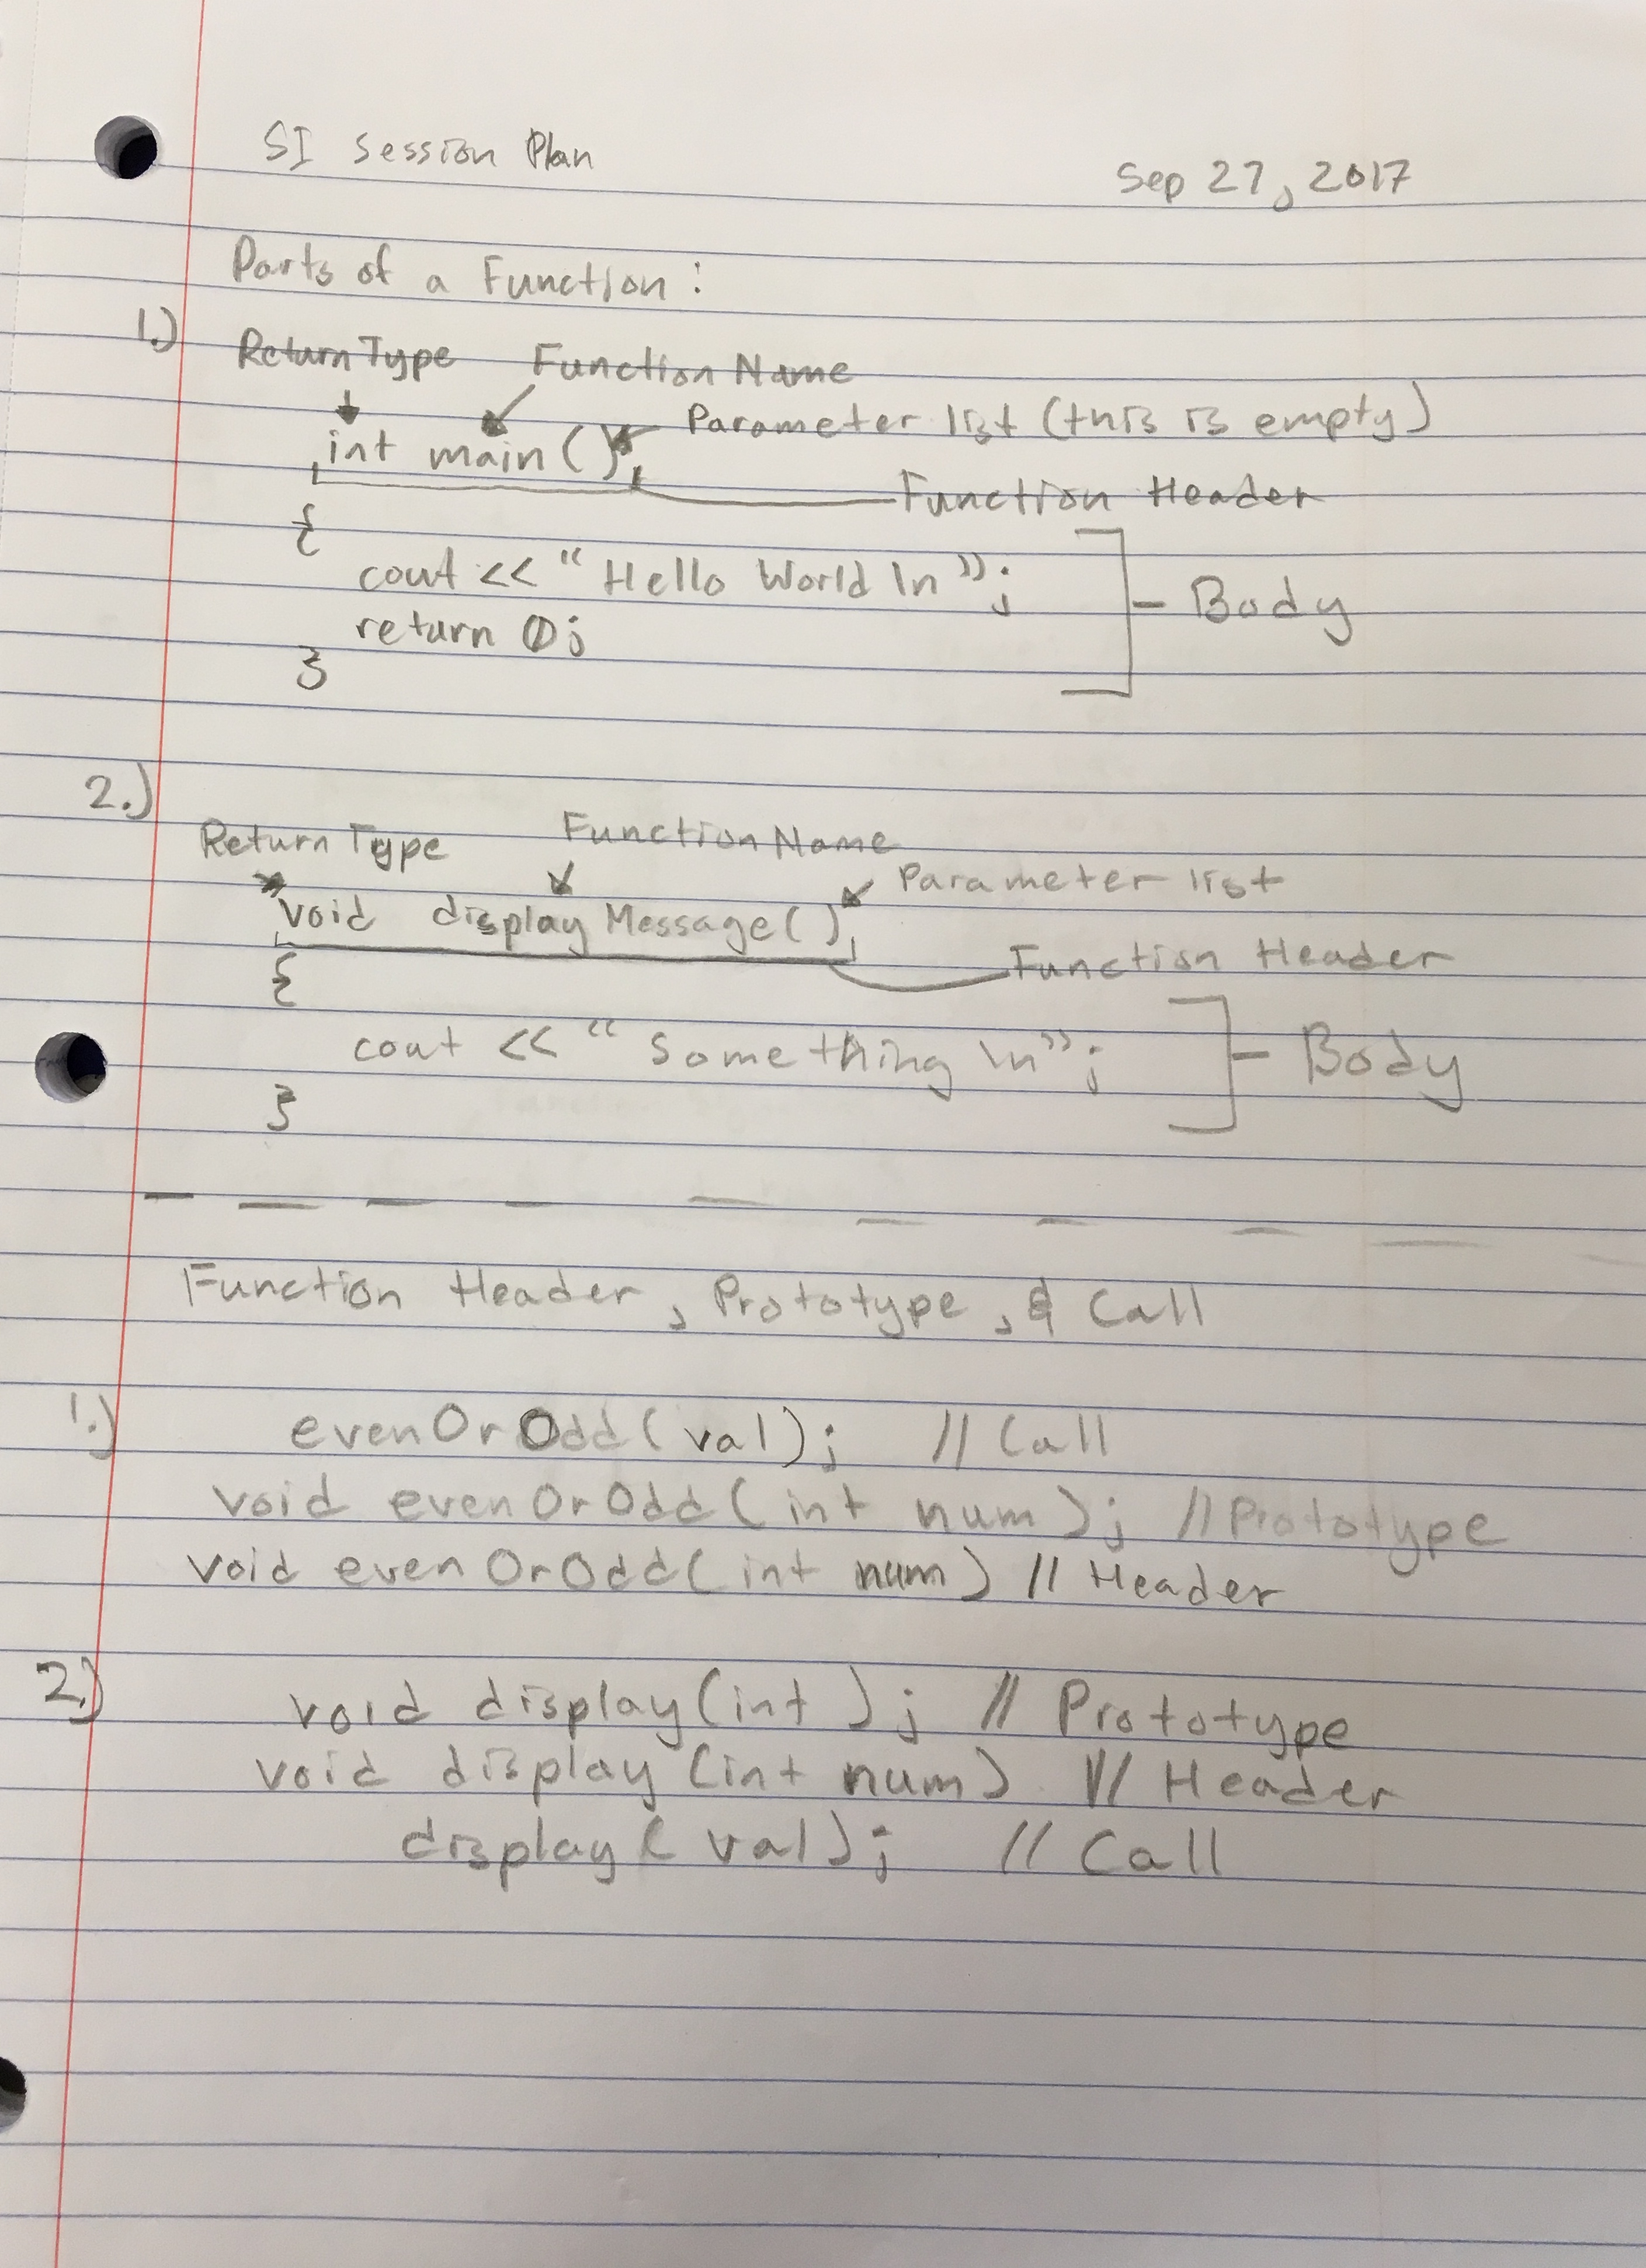 SI Session Plan
Sep 27, 2017
Parts of a Function:
1.)
Return Type Function Name
Parameter list (this is empty)
int main()
Function Header
{
cout << "Hello World \n";
return 0;
}
Body
2.)
Return Type Function Name
Parameter list
void displayMessage()
Function Header
{
cout << "Something \n";
}
Body
Function Header, Prototype, & Call
1.) evenOrOdd(val); // Call
void evenOrOdd(int num); // Prototype
void evenOrOdd(int num) // Header
2.) void display(int ); // Prototype
void display(int num) // Header
display(val); // Call